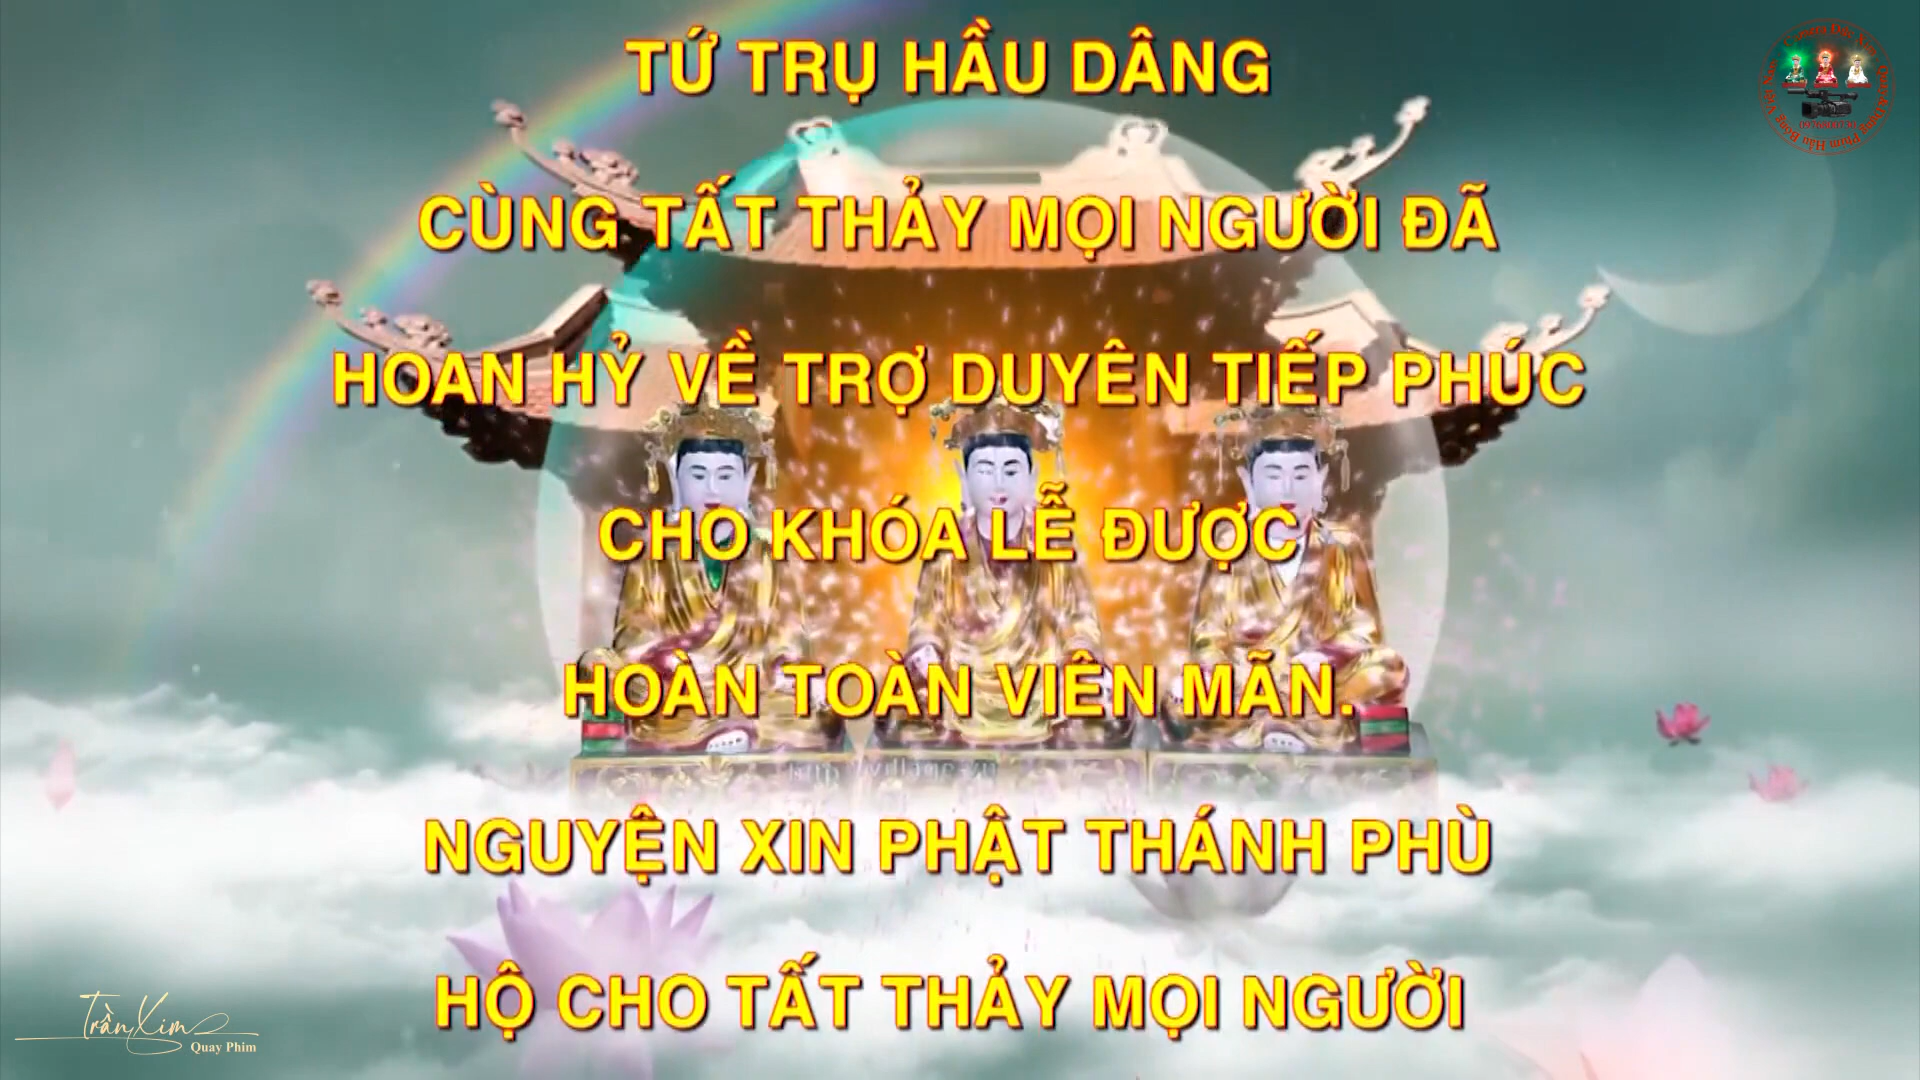 TỨ TRỤ HẦU DÂNG
CÙNG TẤT THẢY MỌI NGƯỜI ĐÃ
HOAN HỶ VỀ TRỢ DUYÊN TIẾP PHÚC
CHO KHÓA LỄ ĐƯỢC
HOÀN TOÀN VIÊN MÃN.
NGUYỆN XIN PHẬT THÁNH PHÙ
HỘ CHO TẤT THẢY MỌI NGƯỜI
Trần Xim
Quay Phim